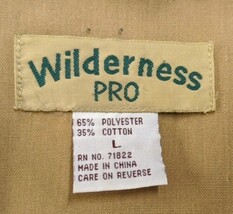 Wilderness
PRO
65% POLYESTER
35% COTTON
L
RN NO. 71822
MADE IN CHINA
CARE ON REVERSE